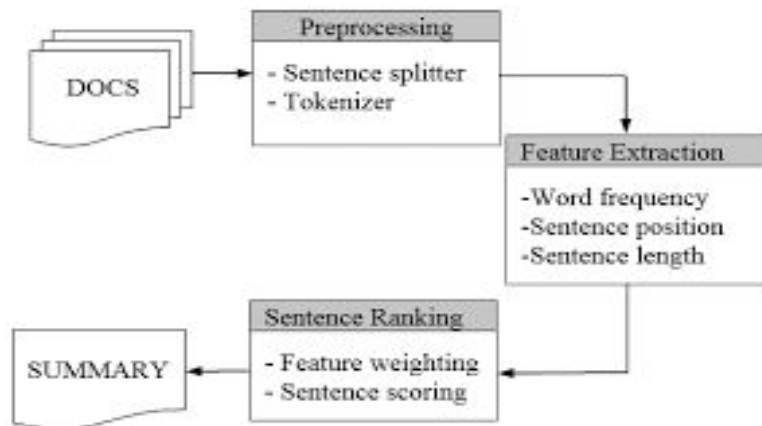 DOCS
Preprocessing
- Sentence splitter
- Tokenizer
Feature Extraction
-Word frequency
-Sentence position
-Sentence length
Sentence Ranking
- Feature weighting
- Sentence scoring
SUMMARY